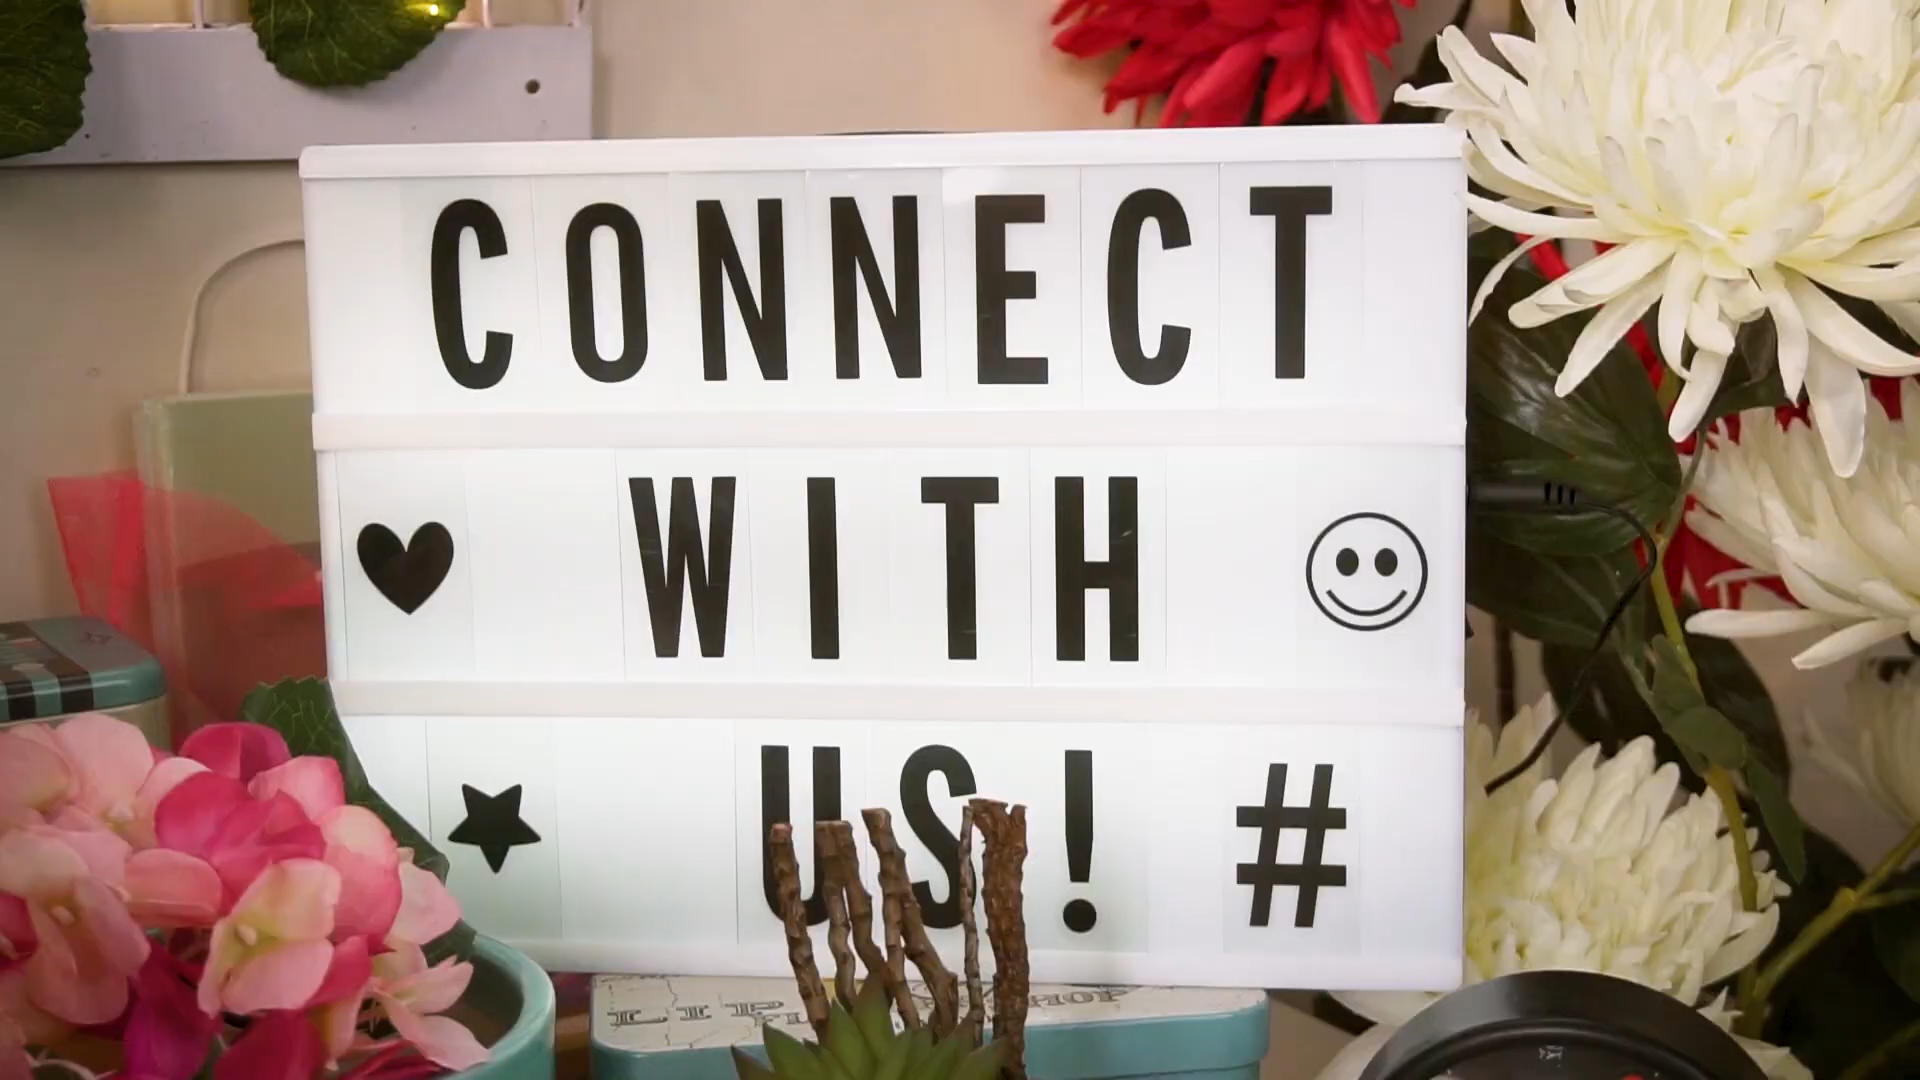 CONNECT
♥ WITH ☺
★ US! #